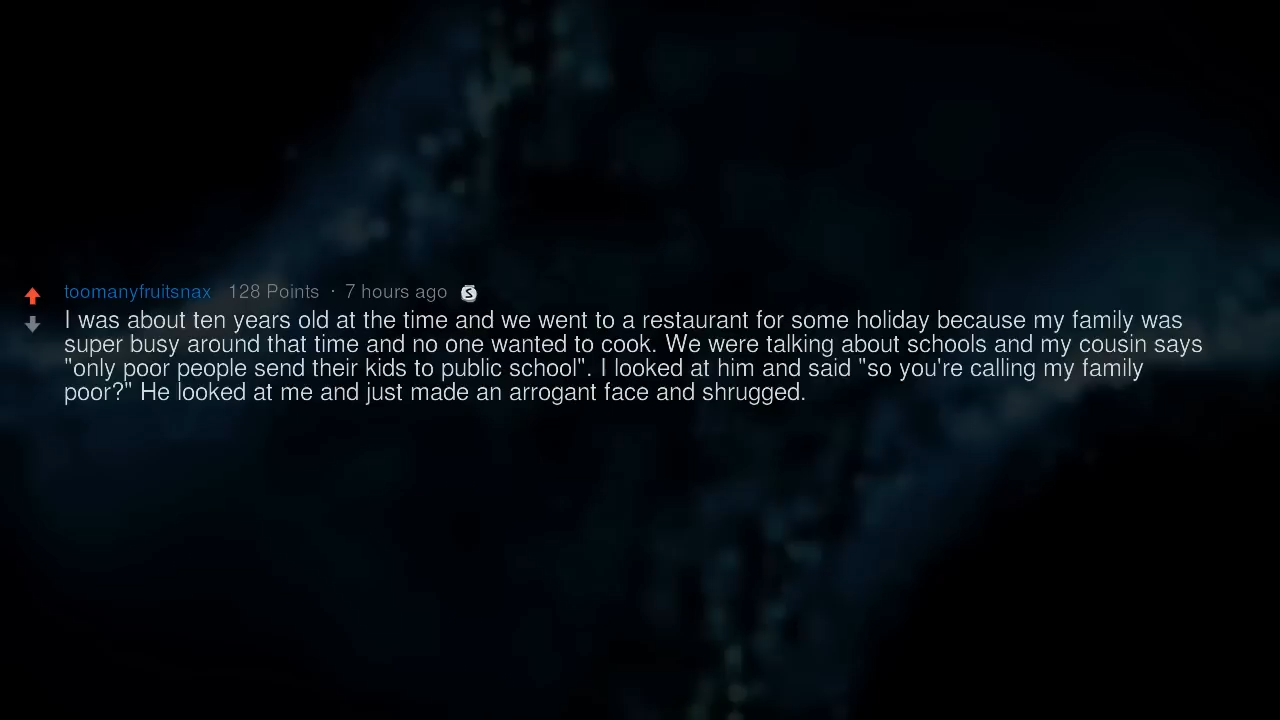 toomanyfruitsnax 128 Points · 7 hours ago S
I was about ten years old at the time and we went to a restaurant for some holiday because my family was
super busy around that time and no one wanted to cook. We were talking about schools and my cousin says
"only poor people send their kids to public school". I looked at him and said "so you're calling my family
poor?" He looked at me and just made an arrogant face and shrugged.